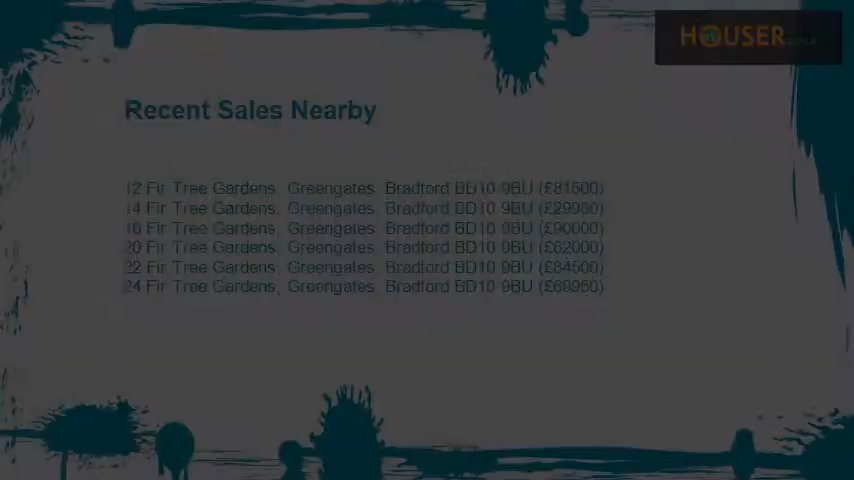 HOUSER
Recent Sales Nearby
12 Fir Tree Gardens, Greengates, Bradford BD10 9BU (£81500)
14 Fir Tree Gardens, Greengates, Bradford BD10 9BU (£29950)
16 Fir Tree Gardens, Greengates, Bradford BD10 9BU (£90000)
20 Fir Tree Gardens, Greengates, Bradford BD10 9BU (£62000)
22 Fir Tree Gardens, Greengates, Bradford BD10 9BU (£84500)
24 Fir Tree Gardens, Greengates, Bradford BD10 9BU (£69950)